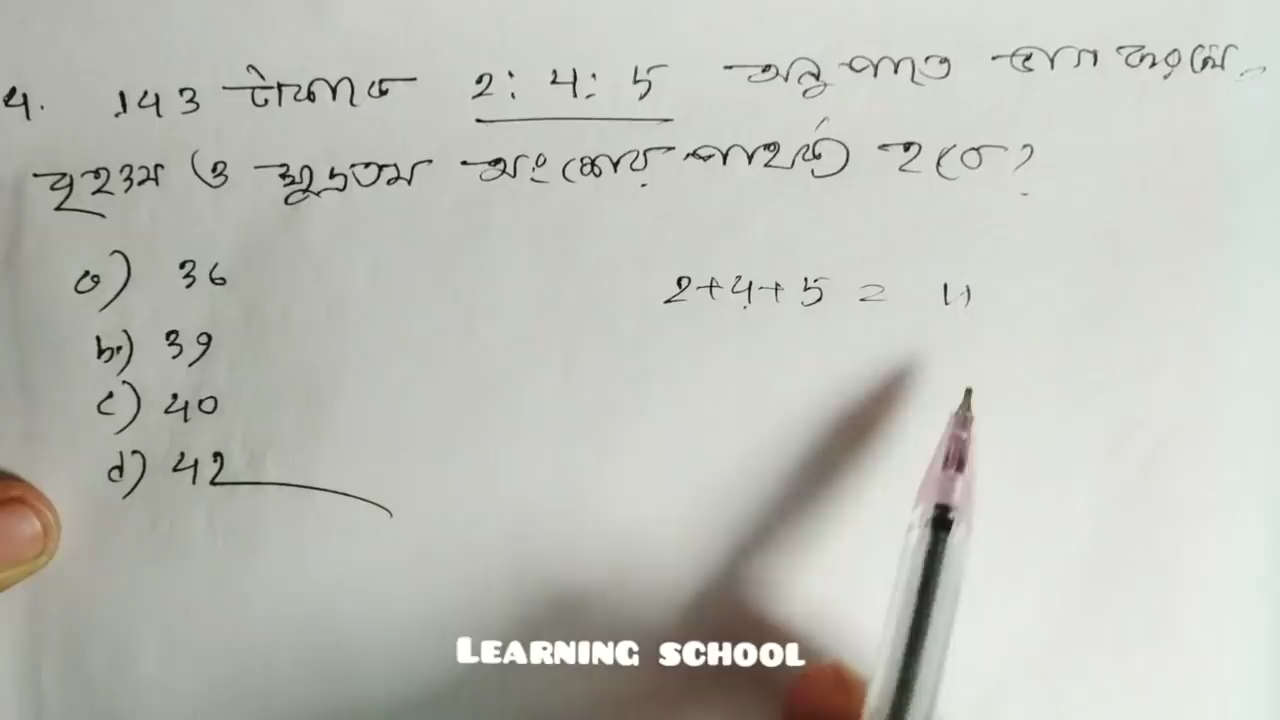 4. 143 টাকাকে 2 : 4 : 5 অনুপাতে ভাগ করলে
বৃহত্তম ও ক্ষুদ্রতম অংশের পার্থক্য হবে?
a) 36
b) 39
c) 40
d) 42
2+4+5 = 11
LEARNING SCHOOL